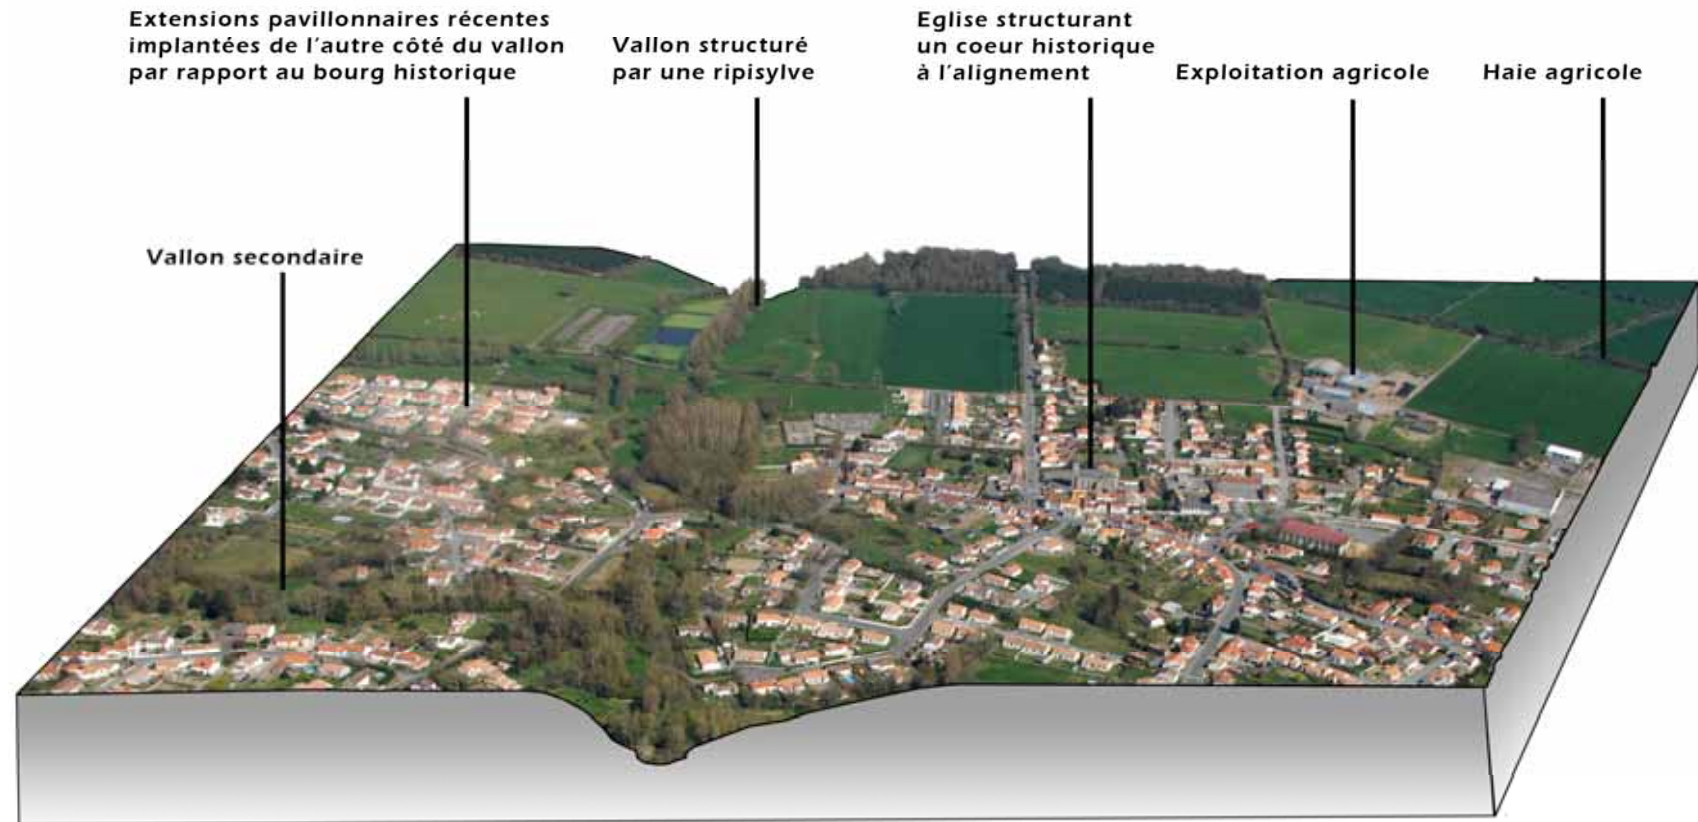 Extensions pavillonnaires récentes
implantées de l'autre côté du vallon
par rapport au bourg historique
Vallon structuré
par une ripisylve
Eglise structurant
un coeur historique
à l'alignement
Exploitation agricole
Haie agricole
Vallon secondaire